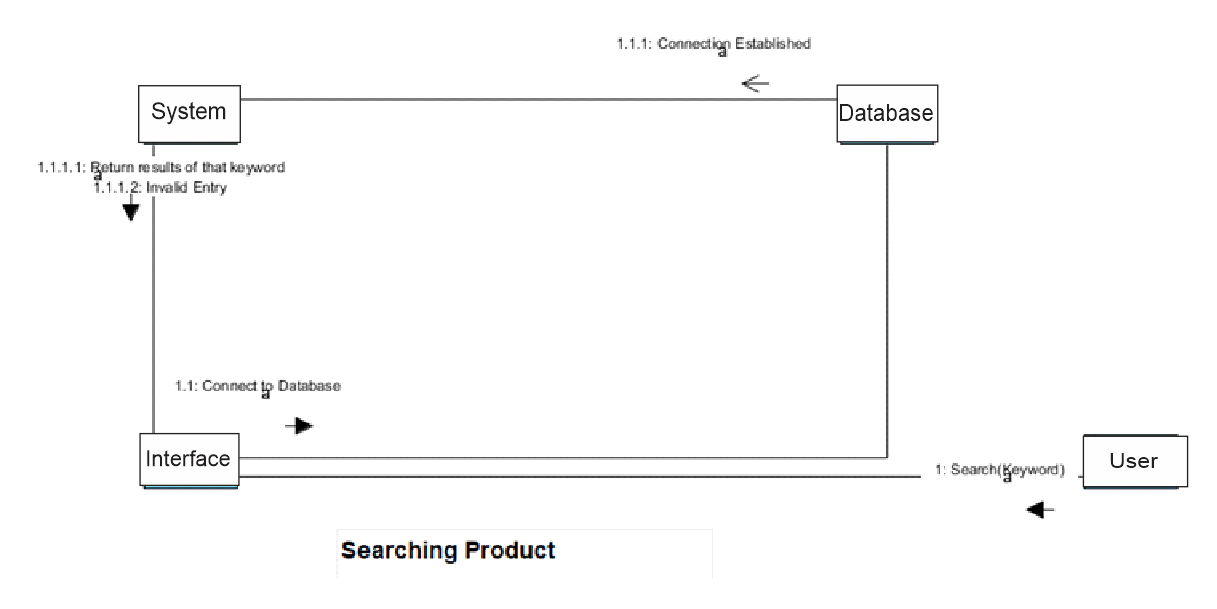 1.1.1: Connection Established
System
Database
1.1.1.1: Return results of that keyword
1.1.1.2: Invalid Entry
1.1: Connect to Database
Interface
1: Search(Keyword)
User
Searching Product